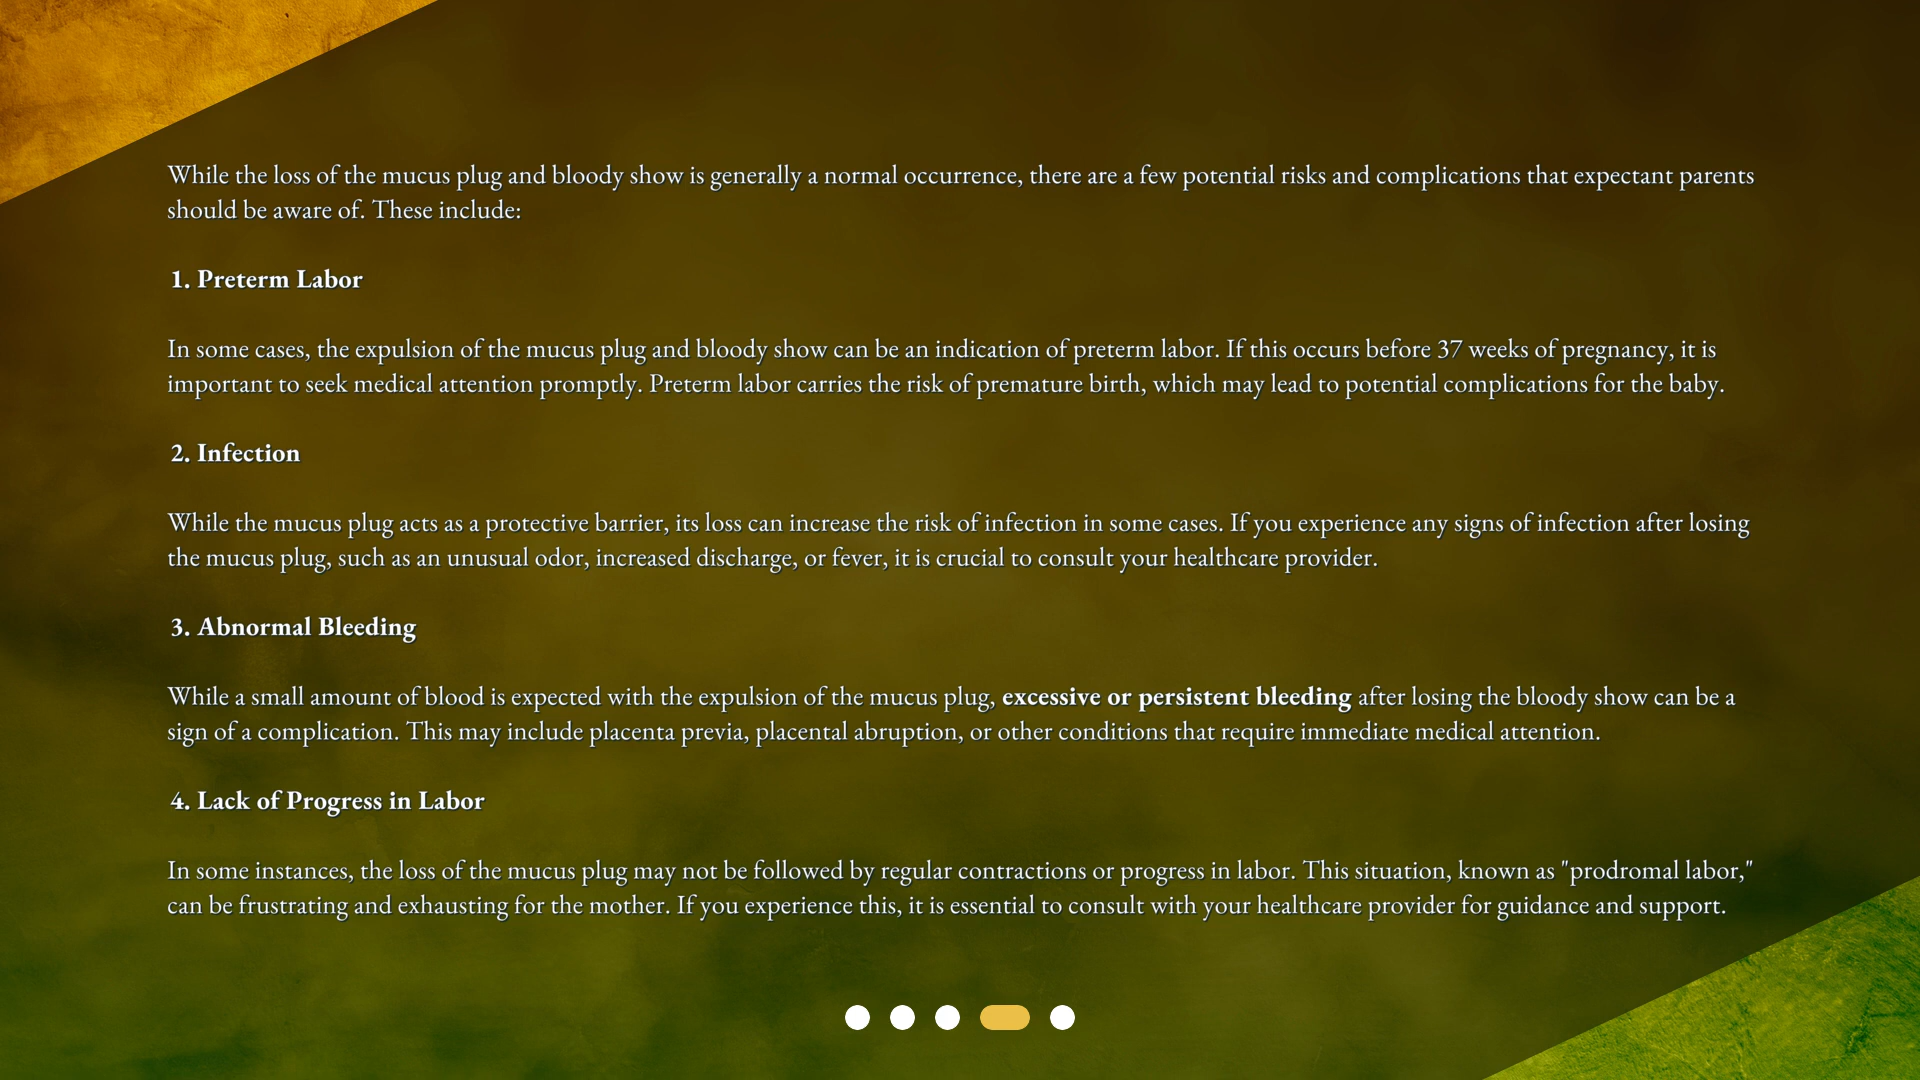 While the loss of the mucus plug and bloody show is generally a normal occurrence, there are a few potential risks and complications that expectant parents
should be aware of. These include:
1. Preterm Labor
In some cases, the expulsion of the mucus plug and bloody show can be an indication of preterm labor. If this occurs before 37 weeks of pregnancy, it is
important to seek medical attention promptly. Preterm labor carries the risk of premature birth, which may lead to potential complications for the baby.
2. Infection
While the mucus plug acts as a protective barrier, its loss can increase the risk of infection in some cases. If you experience any signs of infection after losing
the mucus plug, such as an unusual odor, increased discharge, or fever, it is crucial to consult your healthcare provider.
3. Abnormal Bleeding
While a small amount of blood is expected with the expulsion of the mucus plug, excessive or persistent bleeding after losing the bloody show can be a
sign of a complication. This may include placenta previa, placental abruption, or other conditions that require immediate medical attention.
4. Lack of Progress in Labor
In some instances, the loss of the mucus plug may not be followed by regular contractions or progress in labor. This situation, known as "prodromal labor,"
can be frustrating and exhausting for the mother. If you experience this, it is essential to consult with your healthcare provider for guidance and support.